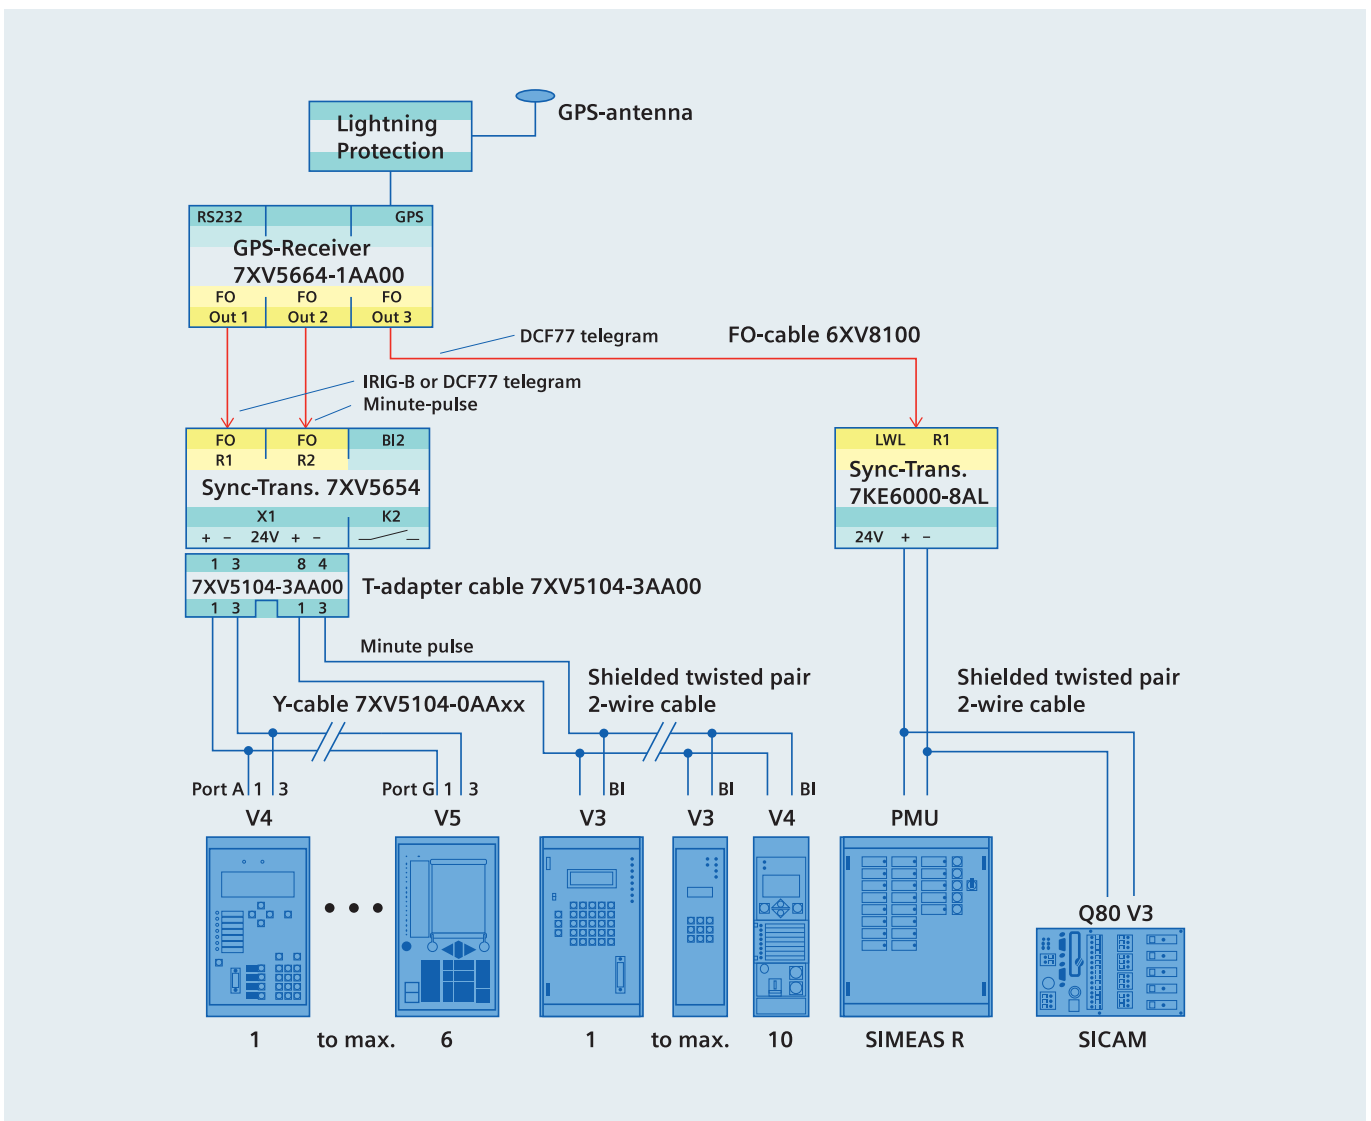 GPS-antenna
Lightning
Protection
RS232 GPS
GPS-Receiver
7XV5664-1AA00
FO FO FO
Out 1 Out 2 Out 3
DCF77 telegram
FO-cable 6XV8100
IRIG-B or DCF77 telegram
Minute-pulse
FO FO BI2
R1 R2
Sync-Trans. 7XV5654
X1 K2
+ – 24V + –
LWL R1
Sync-Trans.
7KE6000-8AL
24V + –
1 3 8 4
7XV5104-3AA00
1 3 1 3
T-adapter cable 7XV5104-3AA00
Minute pulse
Shielded twisted pair
2-wire cable
Shielded twisted pair
2-wire cable
Y-cable 7XV5104-0AAxx
Port A 1 3 Port G 1 3 BI BI BI
V4 V5 V3 V3 V4 PMU
Q80 V3
1 to max. 6 1 to max. 10 SIMEAS R SICAM